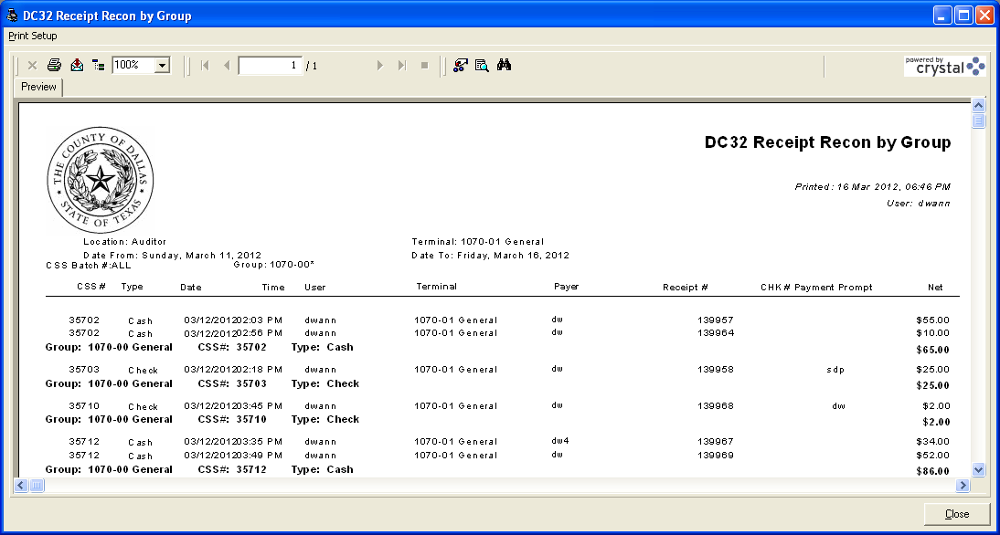 DC32 Receipt Recon by Group
Print Setup
100% 1 / 1
powered by
crystal
Preview
THE COUNTY OF DALLAS
STATE OF TEXAS
DC32 Receipt Recon by Group
Printed: 16 Mar 2012, 06:46 PM
User: dwann
Location: Auditor Terminal: 1070-01 General
Date From: Sunday, March 11, 2012 Date To: Friday, March 16, 2012
CSS Batch #:ALL Group: 1070-00*
CSS # Type Date Time User Terminal Payer Receipt # CHK # Payment Prompt Net
35702 Cash 03/12/2012 02:03 PM dwann 1070-01 General dw 139957 $55.00
35702 Cash 03/12/2012 02:56 PM dwann 1070-01 General dw 139964 $10.00
Group: 1070-00 General CSS#: 35702 Type: Cash $65.00
35703 Check 03/12/2012 02:18 PM dwann 1070-01 General dw 139958 sdp $25.00
Group: 1070-00 General CSS#: 35703 Type: Check $25.00
35710 Check 03/12/2012 03:45 PM dwann 1070-01 General dw 139968 dw $2.00
Group: 1070-00 General CSS#: 35710 Type: Check $2.00
35712 Cash 03/12/2012 03:35 PM dwann 1070-01 General dw4 139967 $34.00
35712 Cash 03/12/2012 03:49 PM dwann 1070-01 General dw 139969 $52.00
Group: 1070-00 General CSS#: 35712 Type: Cash $86.00
Close